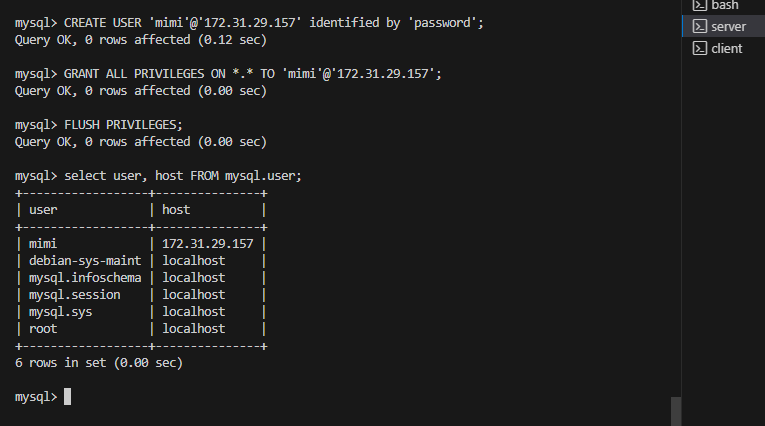 mysql> CREATE USER 'mimi'@'172.31.29.157' identified by 'password';
Query OK, 0 rows affected (0.12 sec)
mysql> GRANT ALL PRIVILEGES ON *.* TO 'mimi'@'172.31.29.157';
Query OK, 0 rows affected (0.00 sec)
mysql> FLUSH PRIVILEGES;
Query OK, 0 rows affected (0.00 sec)
mysql> select user, host FROM mysql.user;
+------------------+---------------+
| user             | host          |
+------------------+---------------+
| mimi             | 172.31.29.157 |
| debian-sys-maint | localhost     |
| mysql.infoschema | localhost     |
| mysql.session    | localhost     |
| mysql.sys        | localhost     |
| root             | localhost     |
+------------------+---------------+
6 rows in set (0.00 sec)
mysql>
bash
server
client